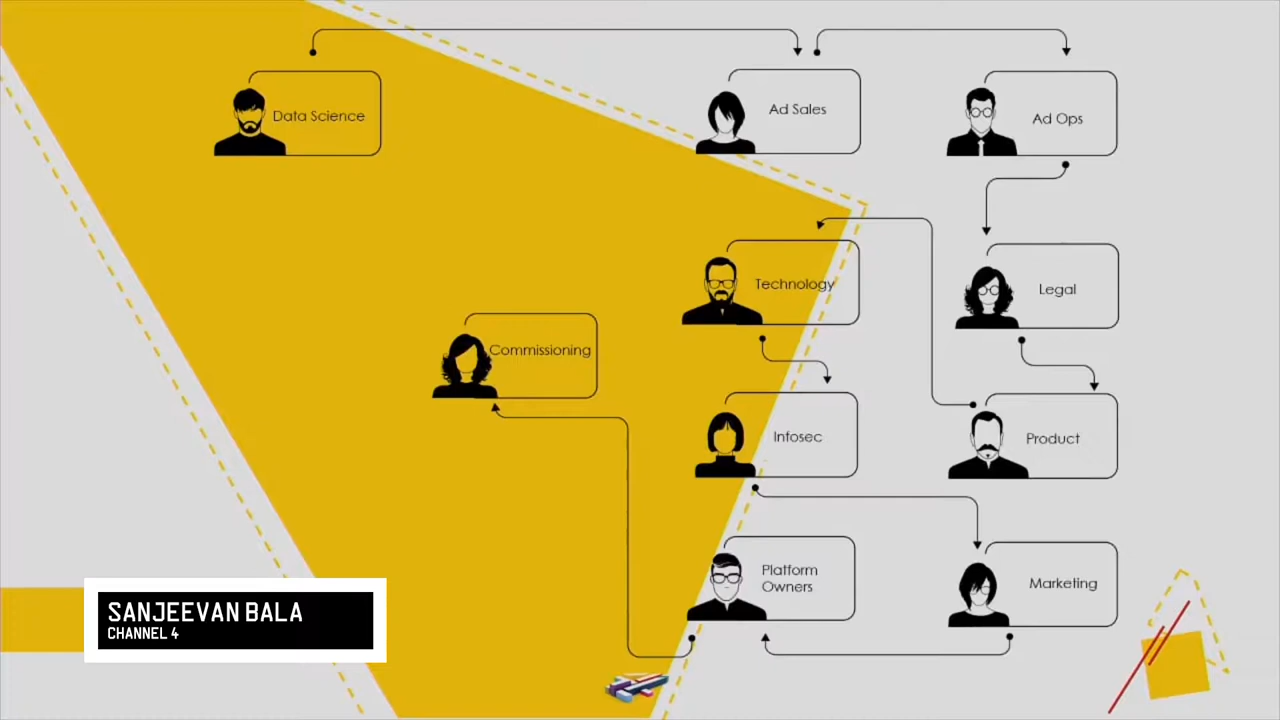 Data Science
Ad Sales
Ad Ops
Technology
Legal
Commissioning
Infosec
Product
Platform
Owners
Marketing
SANJEEVAN BALA
CHANNEL 4